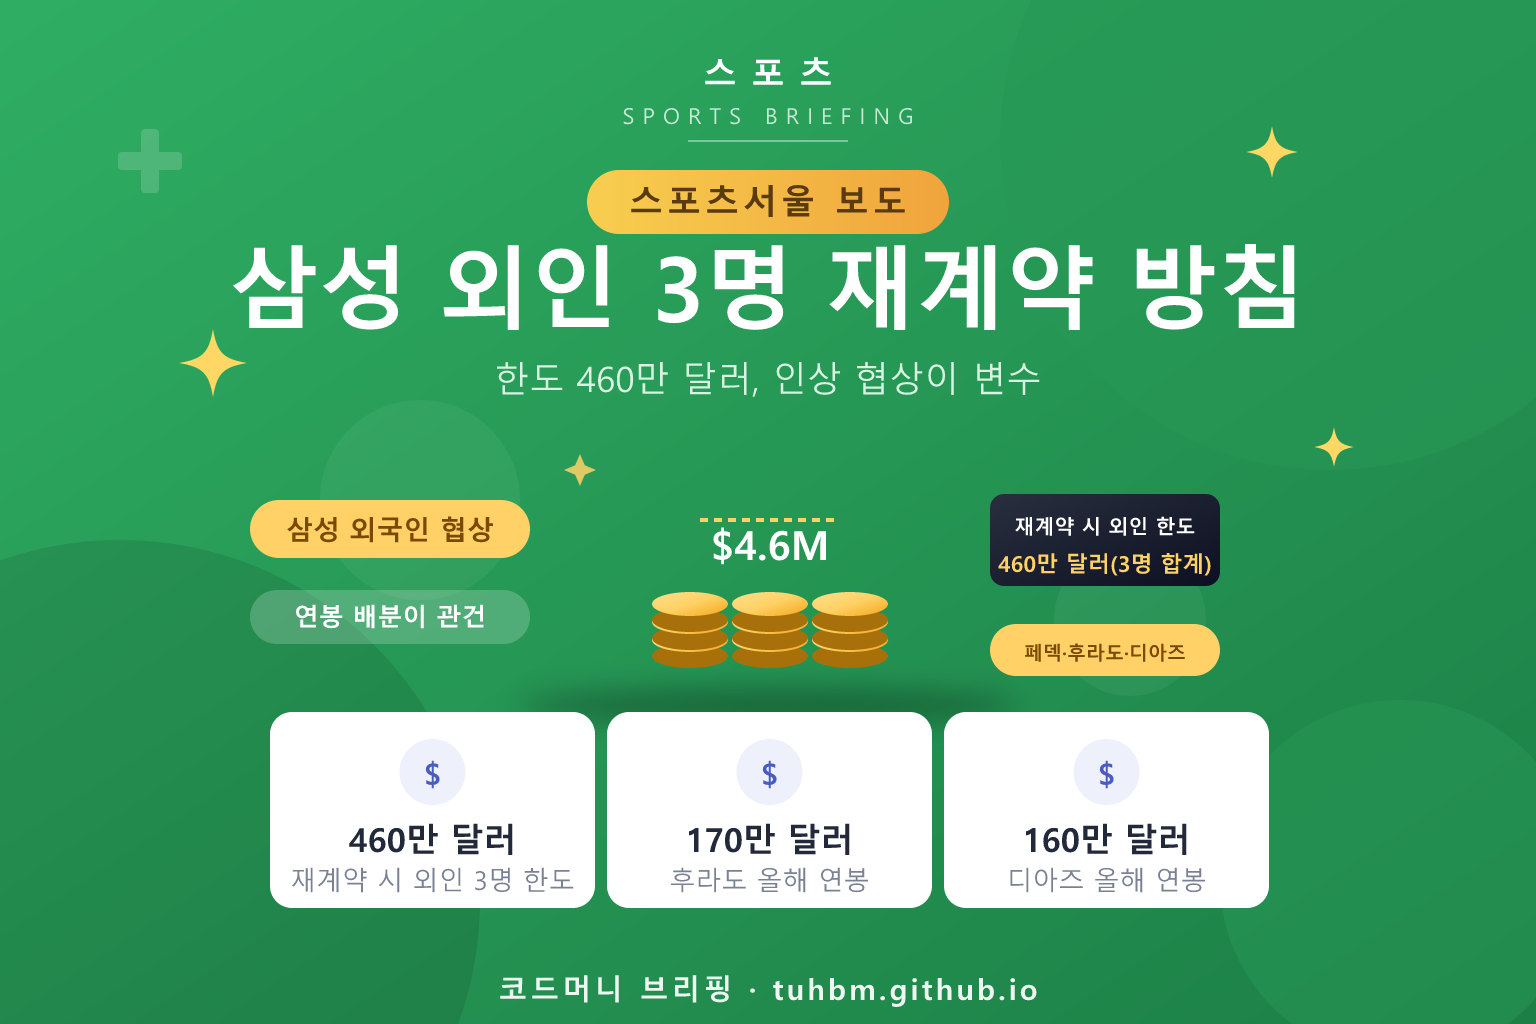 스포츠
SPORTS BRIEFING
스포츠서울 보도
삼성 외인 3명 재계약 방침
한도 460만 달러, 인상 협상이 변수
삼성 외국인 협상
연봉 배분이 관건
$4.6M
재계약 시 외인 한도
460만 달러(3명 합계)
페덱·후라도·디아즈
$
460만 달러
재계약 시 외인 3명 한도
$
170만 달러
후라도 올해 연봉
$
160만 달러
디아즈 올해 연봉
코드머니 브리핑 · tuhbm.github.io